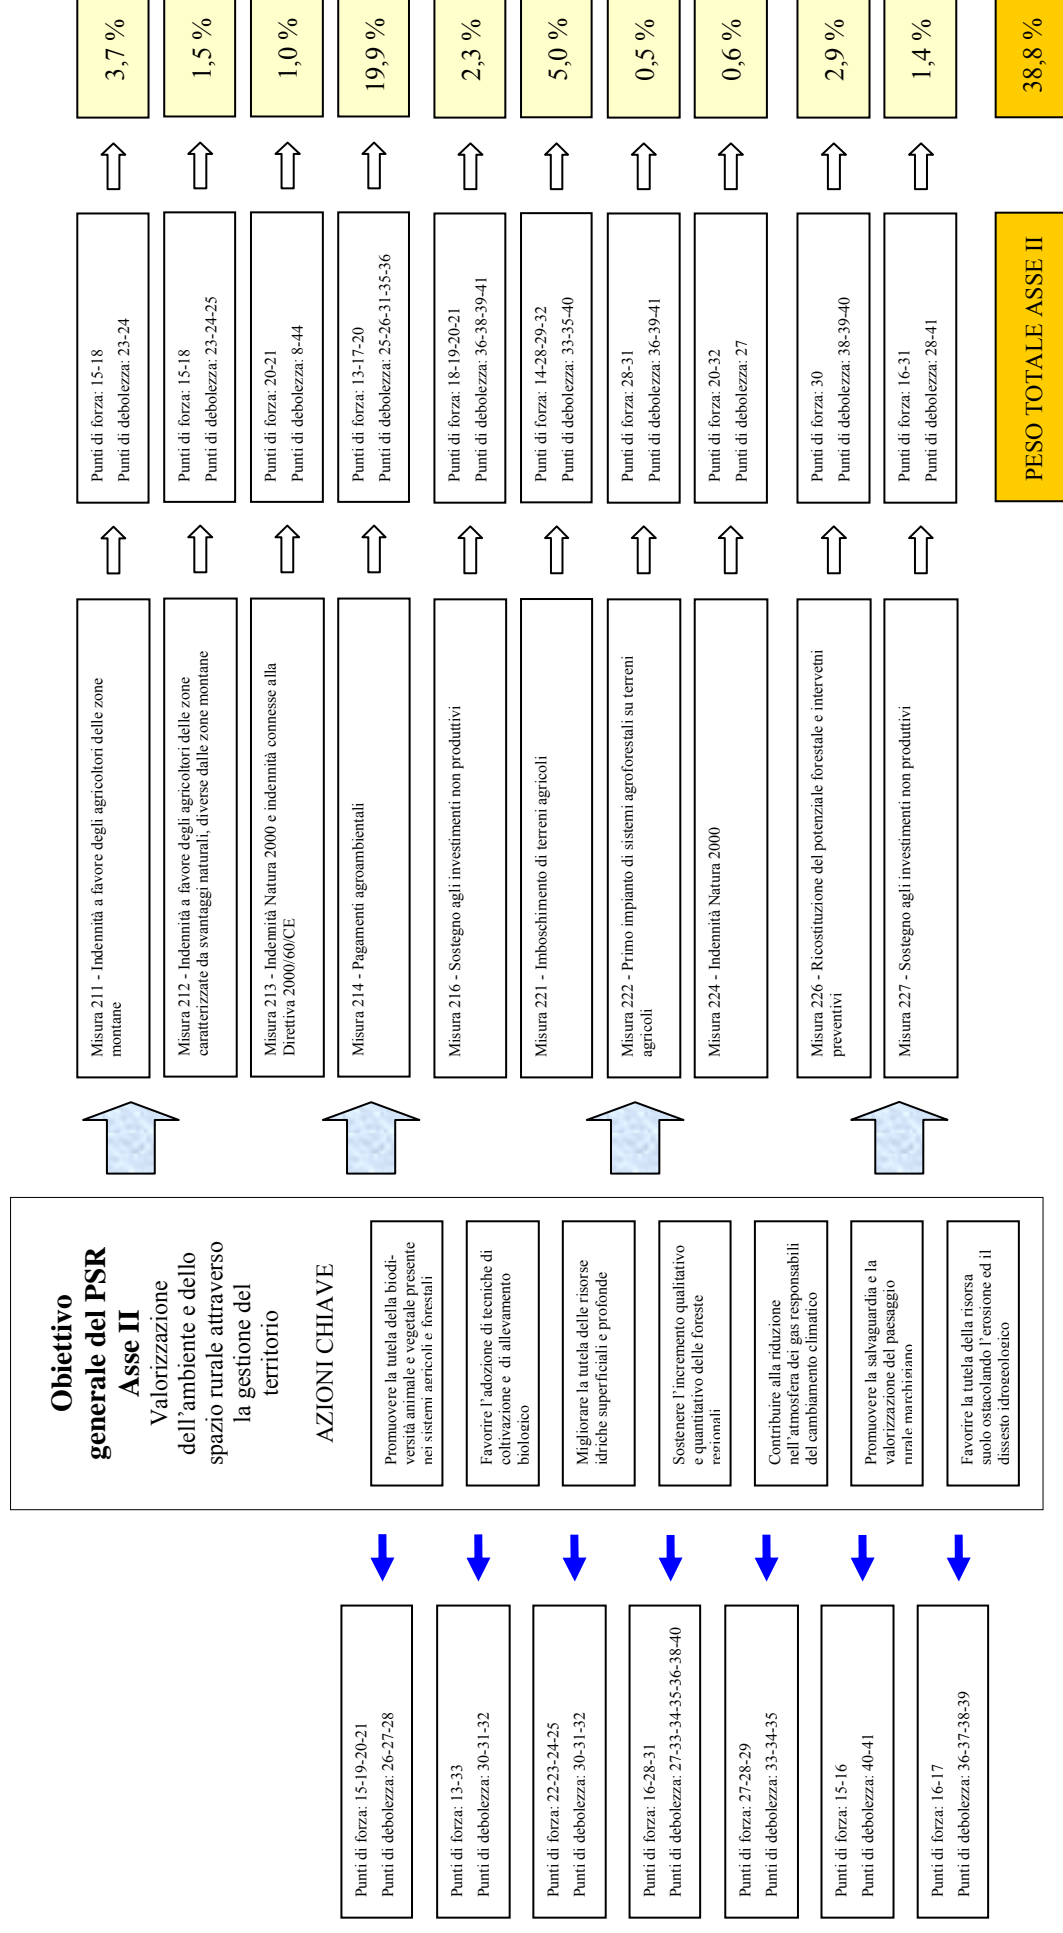 Punti di forza: 15-19-20-21
Punti di debolezza: 26-27-28
Punti di forza: 13-33
Punti di debolezza: 30-31-32
Punti di forza: 22-23-24-25
Punti di debolezza: 30-31-32
Punti di forza: 16-28-31
Punti di debolezza: 27-33-34-35-36-38-40
Punti di forza: 27-28-29
Punti di debolezza: 33-34-35
Punti di forza: 15-16
Punti di debolezza: 40-41
Punti di forza: 16-17
Punti di debolezza: 36-37-38-39
Obiettivo
generale del PSR
Asse II
Valorizzazione
dell'ambiente e dello
spazio rurale attraverso
la gestione del
territorio
AZIONI CHIAVE
Promuovere la tutela della biodi-
versità animale e vegetale presente
nei sistemi agricoli e forestali
Favorire l'adozione di tecniche di
coltivazione e di allevamento
biologico
Migliorare la tutela delle risorse
idriche superficiali e profonde
Sostenere l'incremento qualitativo
e quantitativo delle foreste
regionali
Contribuire alla riduzione
nell'atmosfera dei gas responsabili
del cambiamento climatico
Promuovere la salvaguardia e la
valorizzazione del paesaggio
rurale marchigiano
Favorire la tutela della risorsa
suolo ostacolando l'erosione ed il
dissesto idrogeologico
Misura 211 - Indennità a favore degli agricoltori delle zone
montane
Misura 212 - Indennità a favore degli agricoltori delle zone
caratterizzate da svantaggi naturali, diverse dalle zone montane
Misura 213 - Indennità Natura 2000 e indennità connesse alla
Direttiva 2000/60/CE
Misura 214 - Pagamenti agroambientali
Misura 216 - Sostegno agli investimenti non produttivi
Misura 221 - Imboschimento di terreni agricoli
Misura 222 - Primo impianto di sistemi agroforestali su terreni
agricoli
Misura 224 - Indennità Natura 2000
Misura 226 - Ricostituzione del potenziale forestale e intervetni
preventivi
Misura 227 - Sostegno agli investimenti non produttivi
Punti di forza: 15-18
Punti di debolezza: 23-24
Punti di forza: 15-18
Punti di debolezza: 23-24-25
Punti di forza: 20-21
Punti di debolezza: 8-44
Punti di forza: 13-17-20
Punti di debolezza: 25-26-31-35-36
Punti di forza: 18-19-20-21
Punti di debolezza: 36-38-39-41
Punti di forza: 14-28-29-32
Punti di debolezza: 33-35-40
Punti di forza: 28-31
Punti di debolezza: 36-39-41
Punti di forza: 20-32
Punti di debolezza: 27
Punti di forza: 30
Punti di debolezza: 38-39-40
Punti di forza: 16-31
Punti di debolezza: 28-41
PESO TOTALE ASSE II
3,7 %
1,5 %
1,0 %
19,9 %
2,3 %
5,0 %
0,5 %
0,6 %
2,9 %
1,4 %
38,8 %